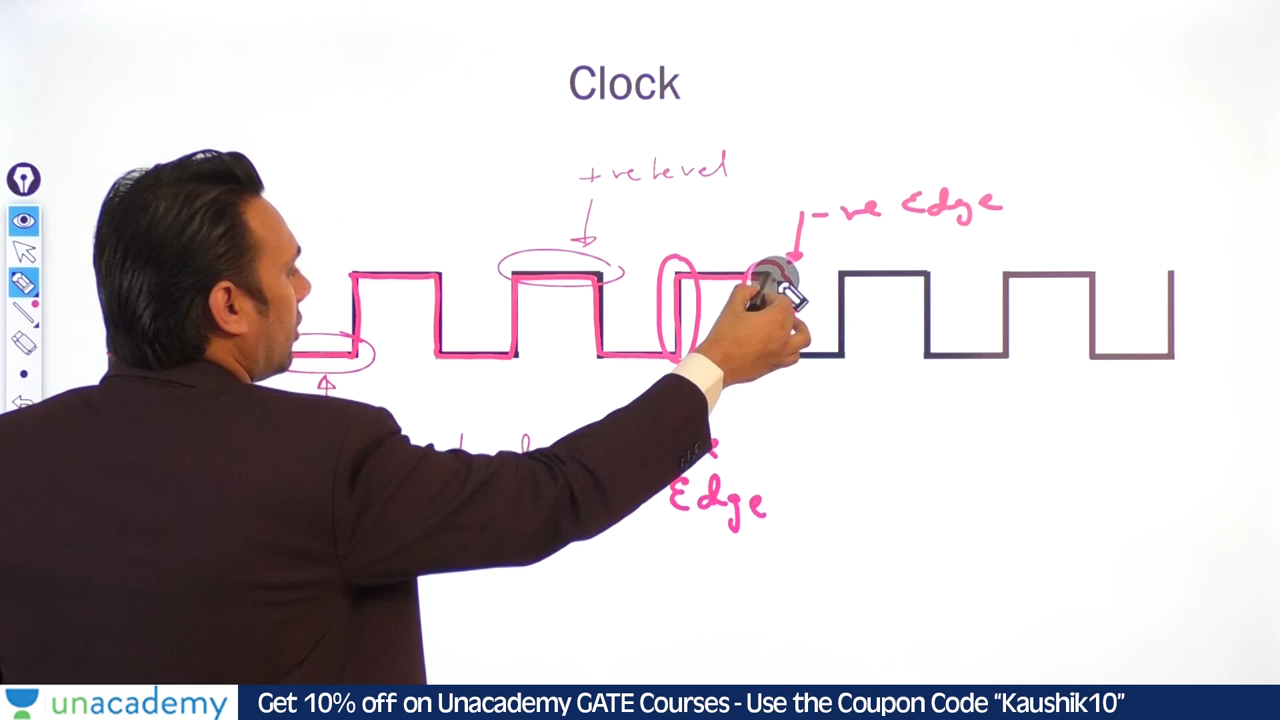 Clock
+ve level
-ve Edge
Edge
unacademy
Get 10% off on Unacademy GATE Courses - Use the Coupon Code “Kaushik10”